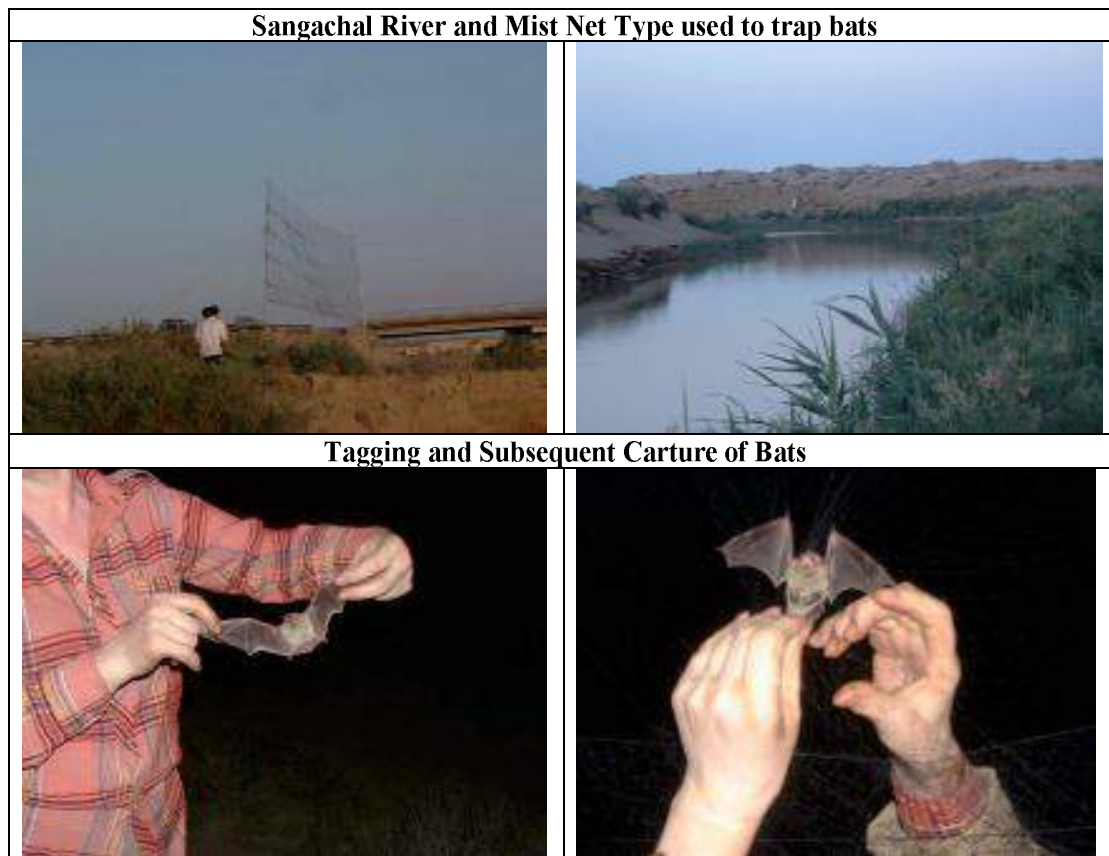 Sangachal River and Mist Net Type used to trap bats
Tagging and Subsequent Carture of Bats